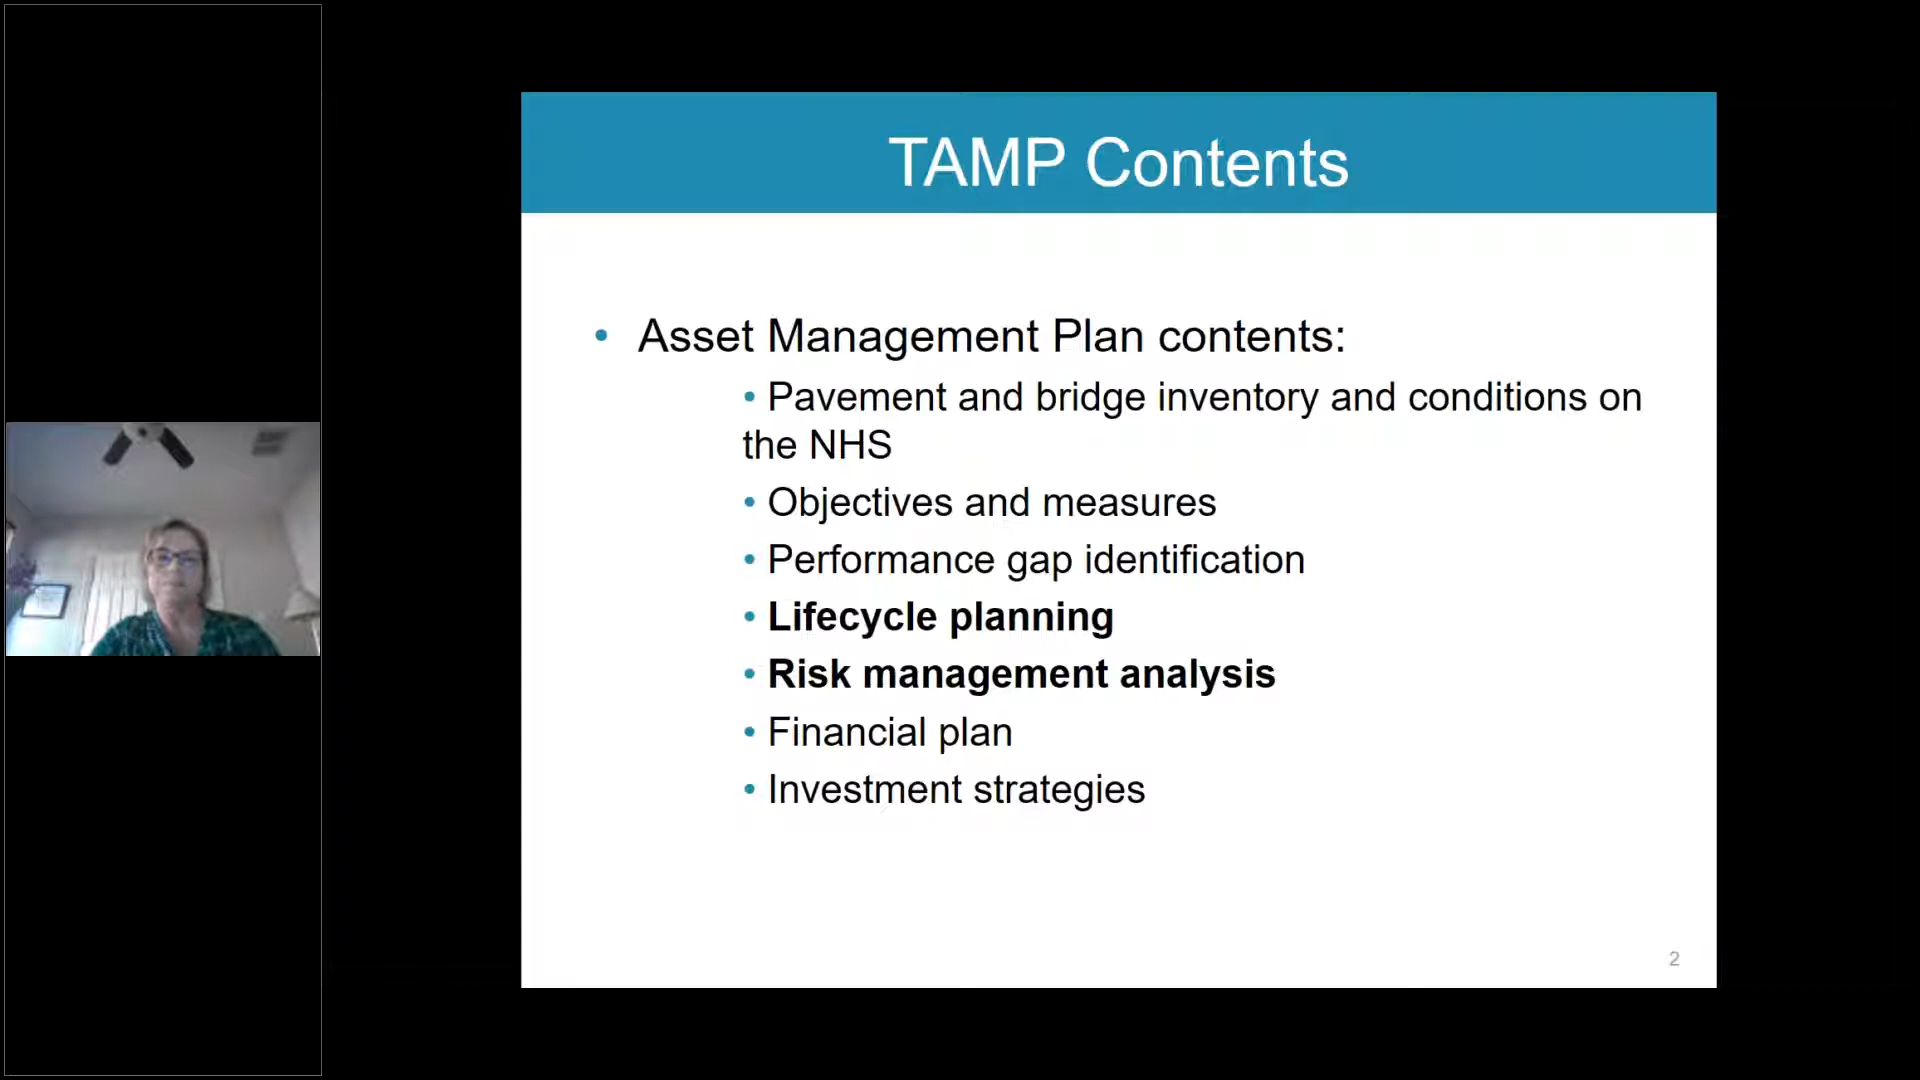 TAMP Contents
• Asset Management Plan contents:
• Pavement and bridge inventory and conditions on
the NHS
• Objectives and measures
• Performance gap identification
• Lifecycle planning
• Risk management analysis
• Financial plan
• Investment strategies
2